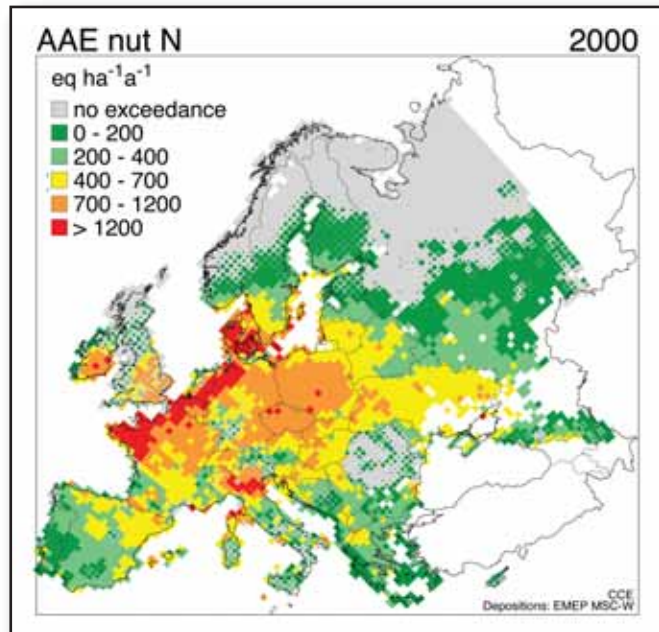 AAE nut N 2000
eq ha⁻¹a⁻¹
no exceedance
0 - 200
200 - 400
400 - 700
700 - 1200
> 1200
CCE
Depositions: EMEP MSC-W